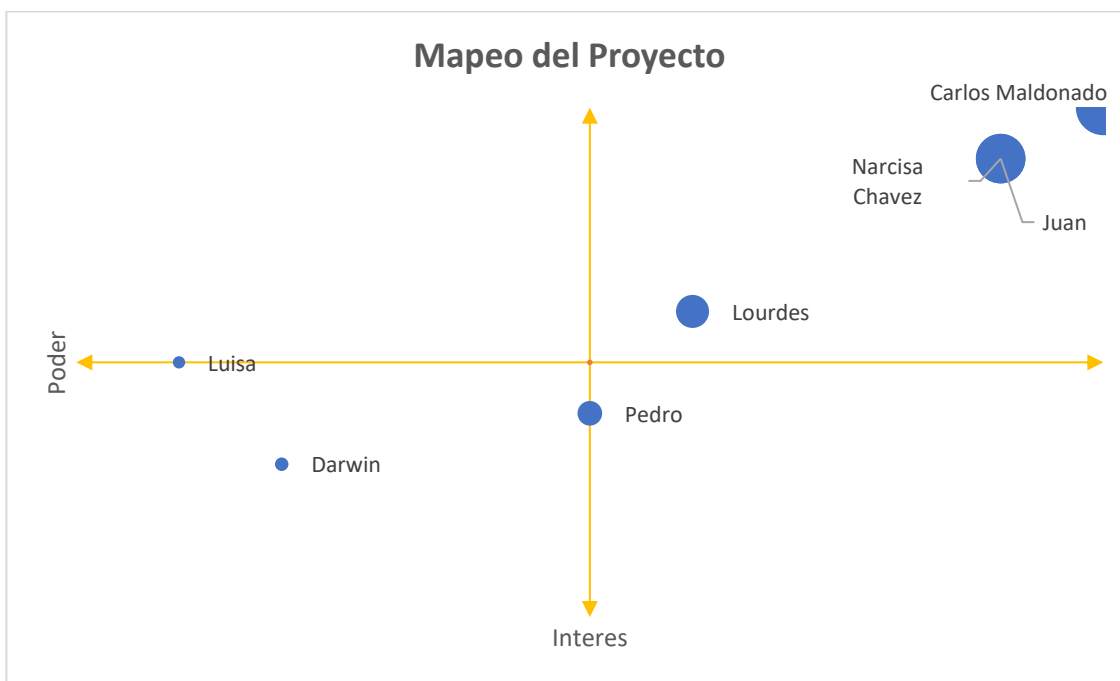 Mapeo del Proyecto
Carlos Maldonado
Narcisa
Chavez
Juan
Lourdes
Poder
Luisa
Pedro
Darwin
Interes